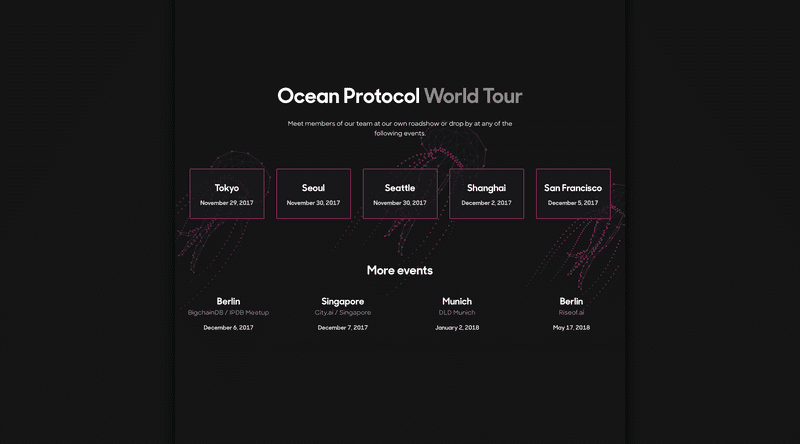 Ocean Protocol World Tour
Meet members of our team at our own roadshow or drop by at any of the
following events.
Tokyo
November 29, 2017
Seoul
November 30, 2017
Seattle
November 30, 2017
Shanghai
December 2, 2017
San Francisco
December 5, 2017
More events
Berlin
BigchainDB / IPDB Meetup
December 6, 2017
Singapore
City.ai / Singapore
December 7, 2017
Munich
DLD Munich
January 2, 2018
Berlin
Riseof.ai
May 17, 2018